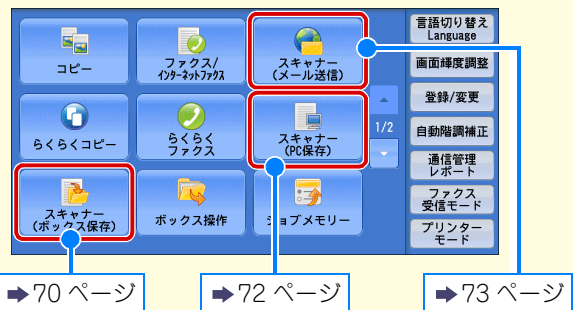 コピー
ファクス/
インターネットファクス
スキャナー
(メール送信)
らくらくコピー
らくらく
ファクス
スキャナー
(PC保存)
1/2
スキャナー
(ボックス保存)
ボックス操作
ジョブメモリー
言語切り替え
Language
画面輝度調整
登録/変更
自動階調補正
通信管理
レポート
ファクス
受信モード
プリンター
モード
➡70 ページ
➡72 ページ
➡73 ページ